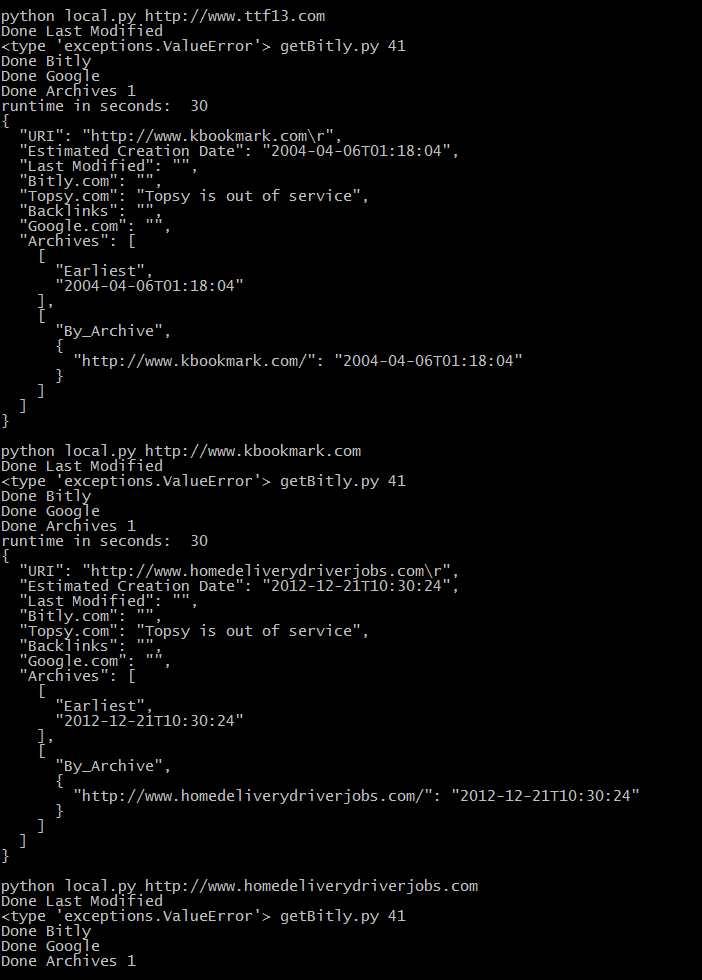 python local.py http://www.ttf13.com
Done Last Modified
<type 'exceptions.ValueError'> getBitly.py 41
Done Bitly
Done Google
Done Archives 1
runtime in seconds:  30
{
  "URI": "http://www.kbookmark.com\r",
  "Estimated Creation Date": "2004-04-06T01:18:04",
  "Last Modified": "",
  "Bitly.com": "",
  "Topsy.com": "Topsy is out of service",
  "Backlinks": "",
  "Google.com": "",
  "Archives": [
    [
      "Earliest",
      "2004-04-06T01:18:04"
    ],
    [
      "By_Archive",
      {
        "http://www.kbookmark.com/": "2004-04-06T01:18:04"
      }
    ]
  ]
}
python local.py http://www.kbookmark.com
Done Last Modified
<type 'exceptions.ValueError'> getBitly.py 41
Done Bitly
Done Google
Done Archives 1
runtime in seconds:  30
{
  "URI": "http://www.homedeliverydriverjobs.com\r",
  "Estimated Creation Date": "2012-12-21T10:30:24",
  "Last Modified": "",
  "Bitly.com": "",
  "Topsy.com": "Topsy is out of service",
  "Backlinks": "",
  "Google.com": "",
  "Archives": [
    [
      "Earliest",
      "2012-12-21T10:30:24"
    ],
    [
      "By_Archive",
      {
        "http://www.homedeliverydriverjobs.com/": "2012-12-21T10:30:24"
      }
    ]
  ]
}
python local.py http://www.homedeliverydriverjobs.com
Done Last Modified
<type 'exceptions.ValueError'> getBitly.py 41
Done Bitly
Done Google
Done Archives 1